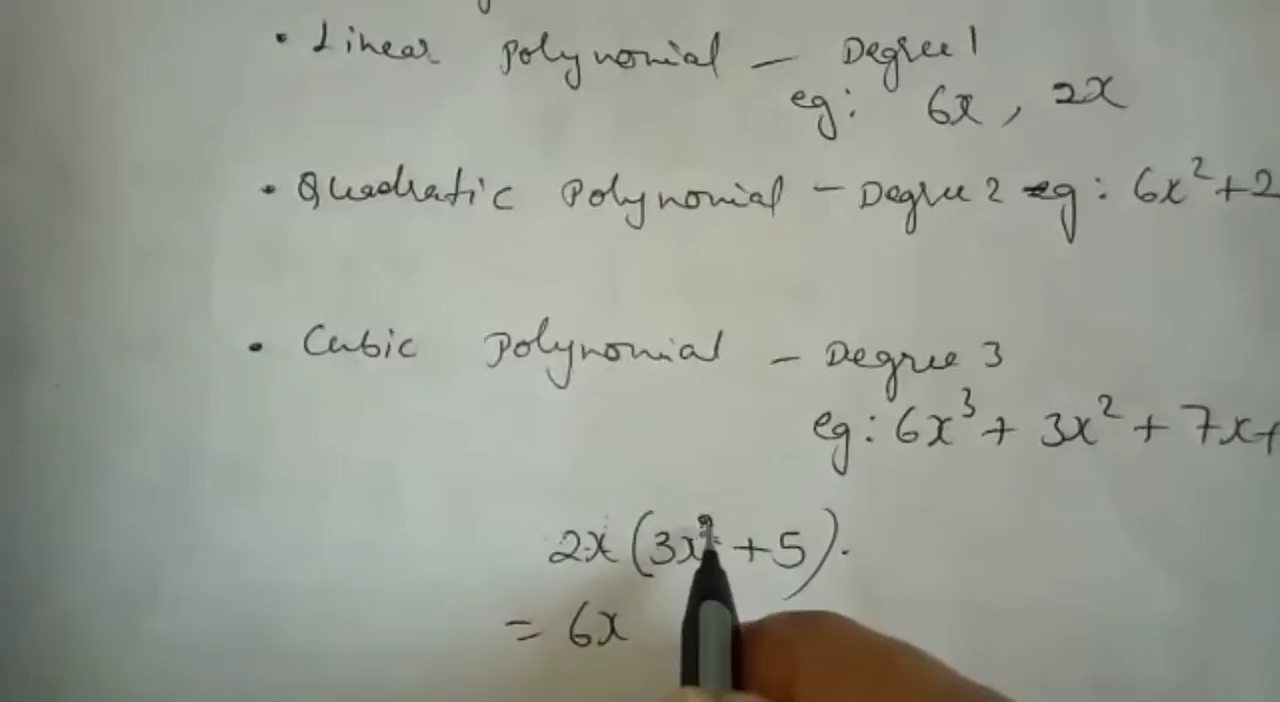 • Linear Polynomial — Degree 1
eg: 6x, 2x
• Quadratic Polynomial — Degree 2 eg: 6x² + 2
• Cubic Polynomial — Degree 3
eg: 6x³ + 3x² + 7x +
2x (3x + 5).
= 6x